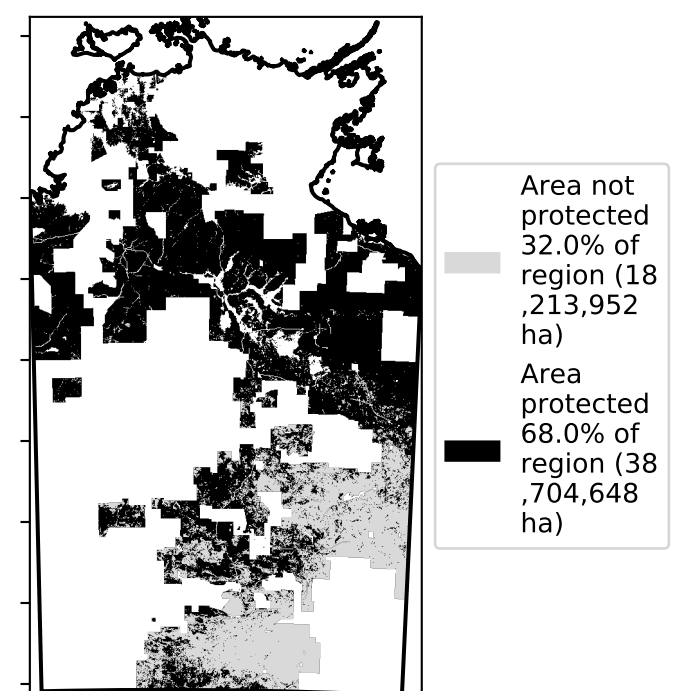 Area not
protected
32.0% of
region (18
,213,952
ha)
Area
protected
68.0% of
region (38
,704,648
ha)